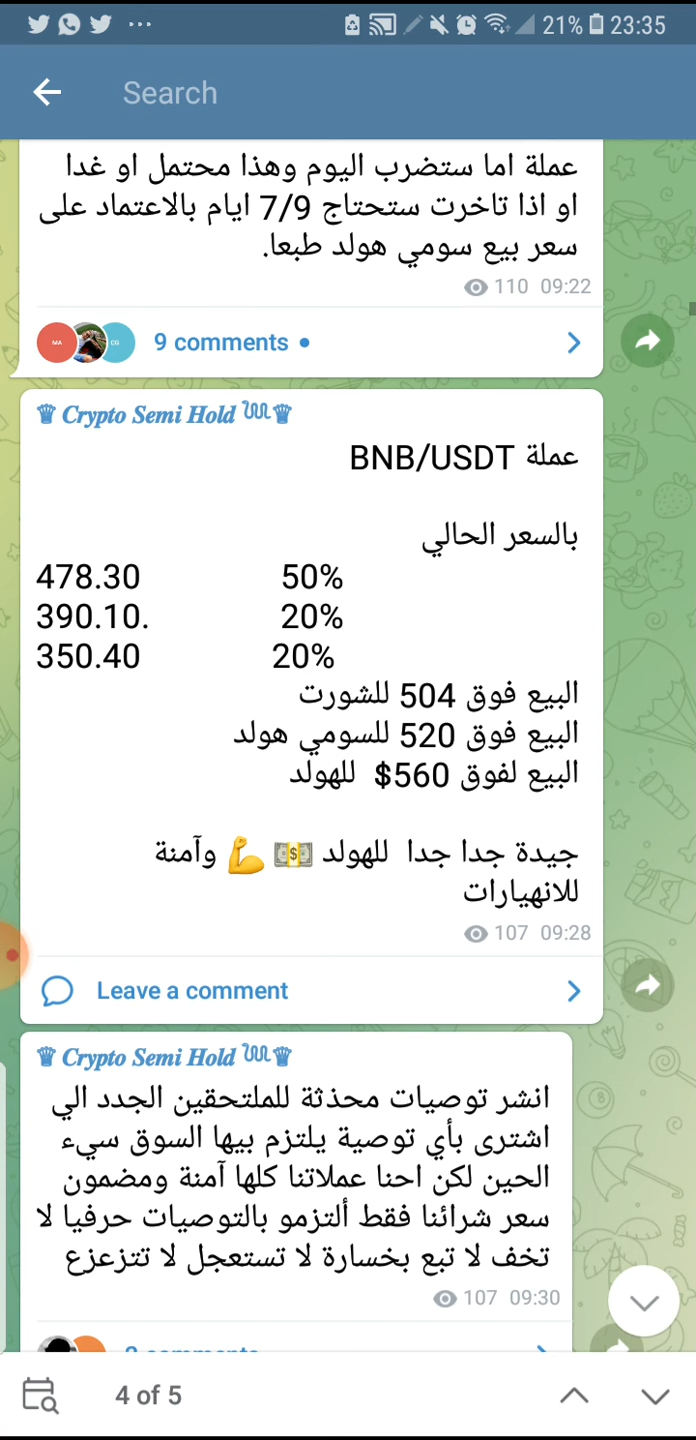 21% 23:35
Search
عملة اما ستضرب اليوم وهذا محتمل او غدا
او اذا تاخرت ستحتاج 7/9 ايام بالاعتماد على
سعر بيع سومي هولد طبعا.
110 09:22
MA CG
9 comments
Crypto Semi Hold
عملة BNB/USDT
بالسعر الحالي
478.30 50%
390.10. 20%
350.40 20%
البيع فوق 504 للشورت
البيع فوق 520 للسومي هولد
البيع لفوق 560$ للهولد
جيدة جدا جدا للهولد 💵 💪 وآمنة
للانهيارات
107 09:28
Leave a comment
Crypto Semi Hold
انشر توصيات محذثة للملتحقين الجدد الي
اشترى بأي توصية يلتزم بيها السوق سيء
الحين لكن احنا عملاتنا كلها آمنة ومضمون
سعر شرائنا فقط ألتزمو بالتوصيات حرفيا لا
تخف لا تبع بخسارة لا تستعجل لا تتزعزع
107 09:30
4 of 5